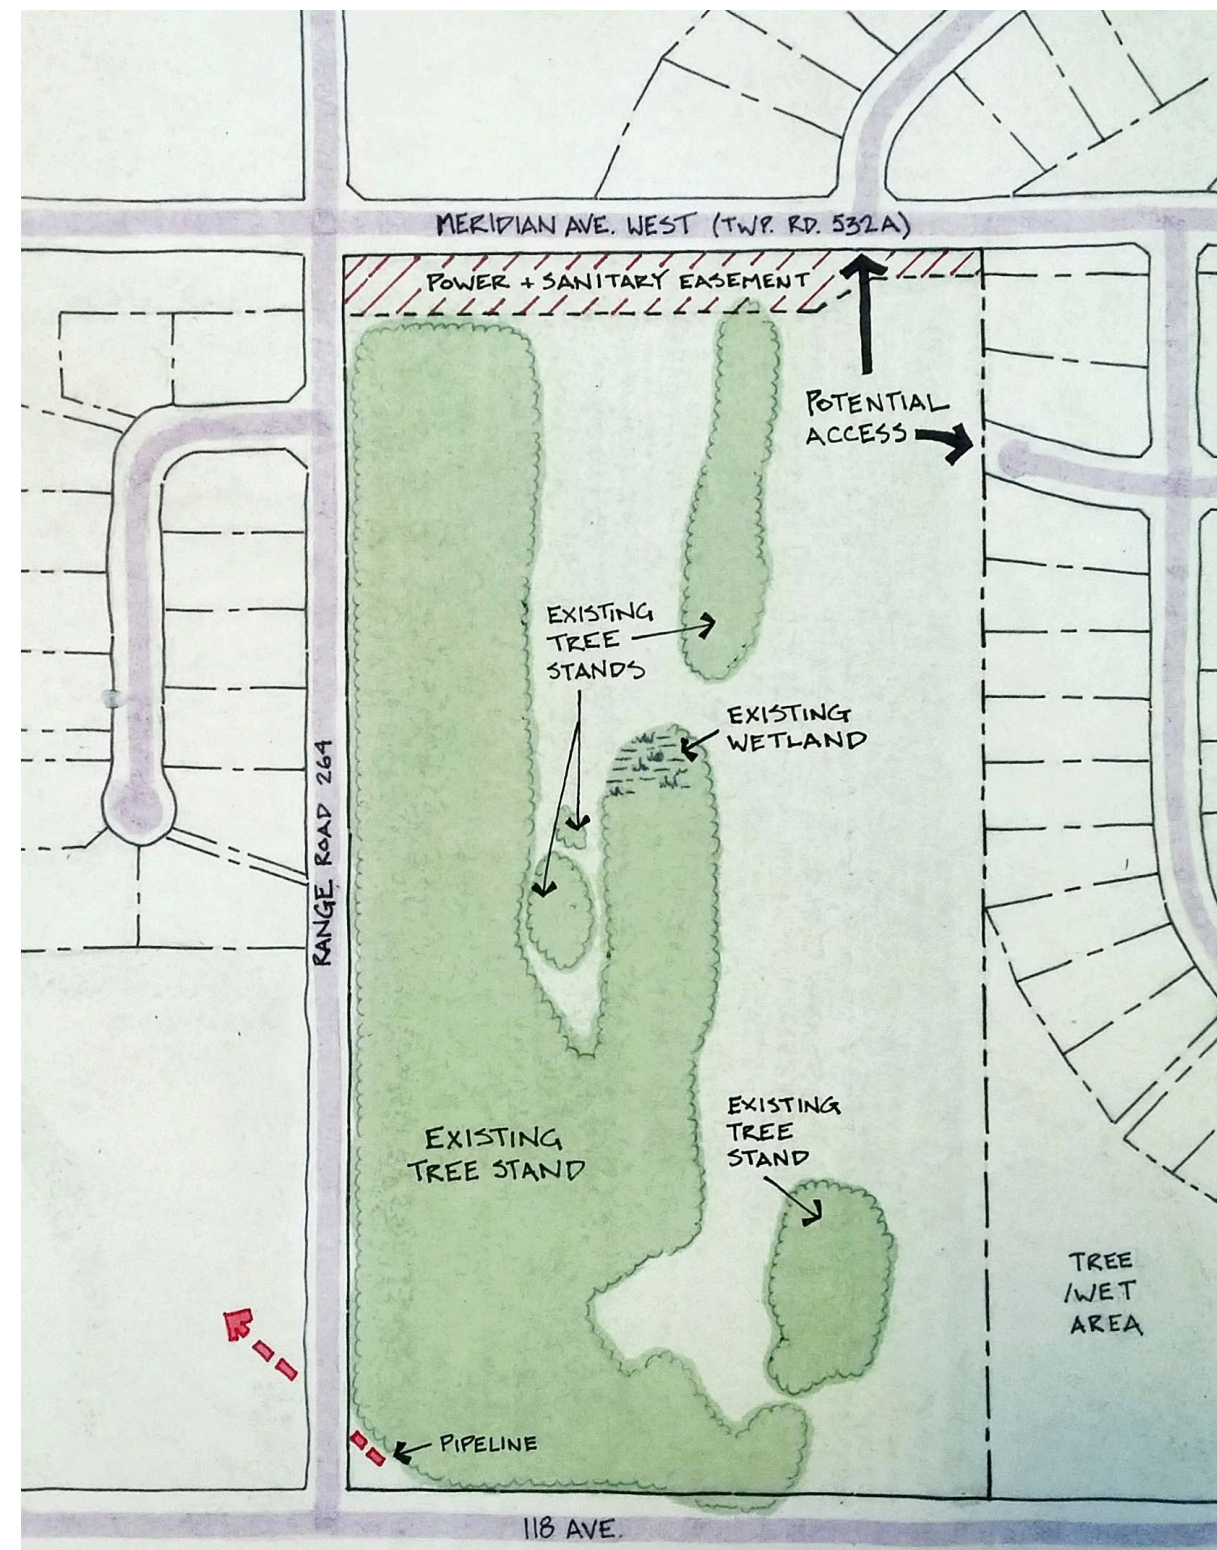 MERIDIAN AVE. WEST (TWP. RD. 532A)
POWER + SANITARY EASEMENT
POTENTIAL
ACCESS
EXISTING
TREE
STANDS
EXISTING
WETLAND
RANGE ROAD 264
EXISTING
TREE
STAND
EXISTING
TREE STAND
TREE
/WET
AREA
PIPELINE
118 AVE.